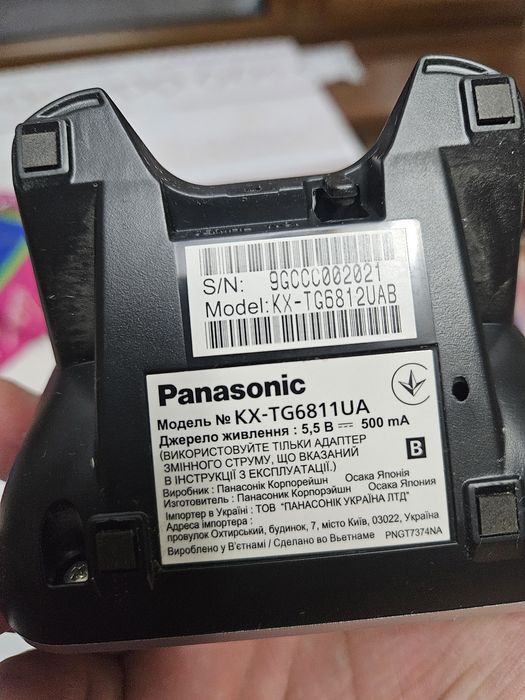 S/N: 9GCCC002021
Model:KX-TG6812UAB
Panasonic
Модель № KX-TG6811UA
Джерело живлення : 5,5 В ⎓ 500 mA
(ВИКОРИСТОВУЙТЕ ТІЛЬКИ АДАПТЕР
ЗМІННОГО СТРУМУ, ЩО ВКАЗАНИЙ
В ІНСТРУКЦІЇ З ЕКСПЛУАТАЦІЇ.)
B
Виробник : Панасонік Корпорейшн Осака Японія
Изготовитель : Панасоник Корпорэйшн Осака Япония
Імпортер в Україні : ТОВ "ПАНАСОНІК УКРАЇНА ЛТД"
Адреса імпортера :
провулок Охтирський, будинок, 7, місто Київ, 03022, Україна
Вироблено у В'єтнамі / Сделано во Вьетнаме PNGT7374NA